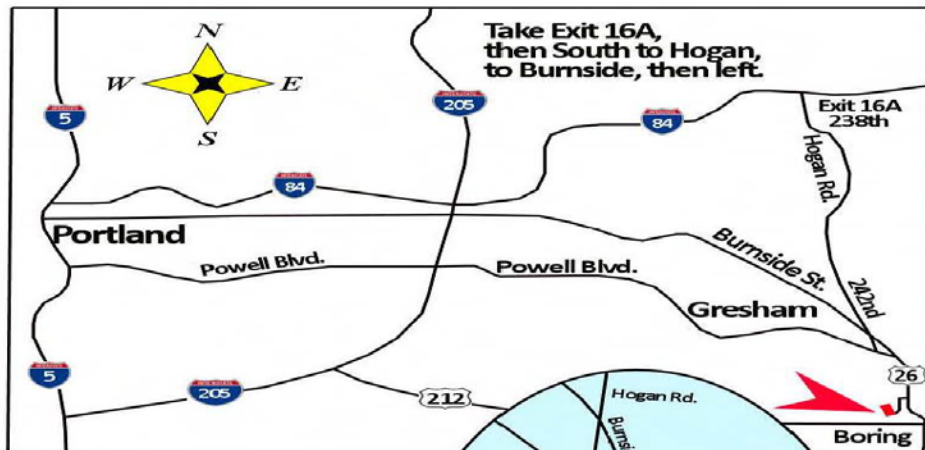 Take Exit 16A,
then South to Hogan,
to Burnside, then left.
N
W E
S
5
205
84
Exit 16A
238th
Hogan Rd.
84
Portland
Burnside St.
Powell Blvd.
Powell Blvd.
242nd
Gresham
5
205
212
26
Hogan Rd.
Burnsi
Boring